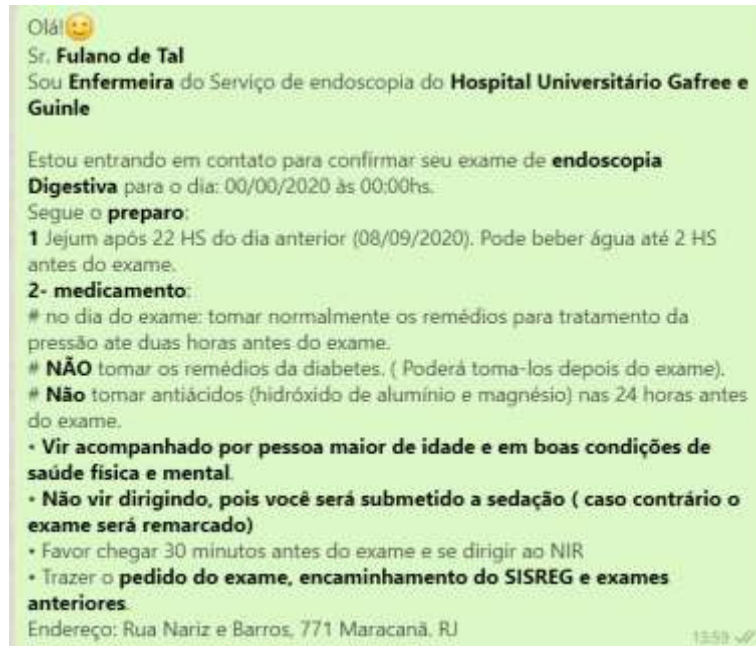 Olá!🙂
Sr. Fulano de Tal
Sou Enfermeira do Serviço de endoscopia do Hospital Universitário Gafree e
Guinle
Estou entrando em contato para confirmar seu exame de endoscopia
Digestiva para o dia: 00/00/2020 às 00:00hs.
Segue o preparo:
1 Jejum após 22 HS do dia anterior (08/09/2020). Pode beber água até 2 HS
antes do exame.
2- medicamento:
# no dia do exame: tomar normalmente os remédios para tratamento da
pressão ate duas horas antes do exame.
# NÃO tomar os remédios da diabetes. ( Poderá toma-los depois do exame).
# Não tomar antiácidos (hidróxido de alumínio e magnésio) nas 24 horas antes
do exame.
• Vir acompanhado por pessoa maior de idade e em boas condições de
saúde física e mental.
• Não vir dirigindo, pois você será submetido a sedação ( caso contrário o
exame será remarcado)
• Favor chegar 30 minutos antes do exame e se dirigir ao NIR
• Trazer o pedido do exame, encaminhamento do SISREG e exames
anteriores.
Endereço: Rua Nariz e Barros, 771 Maracanã. RJ
13:59